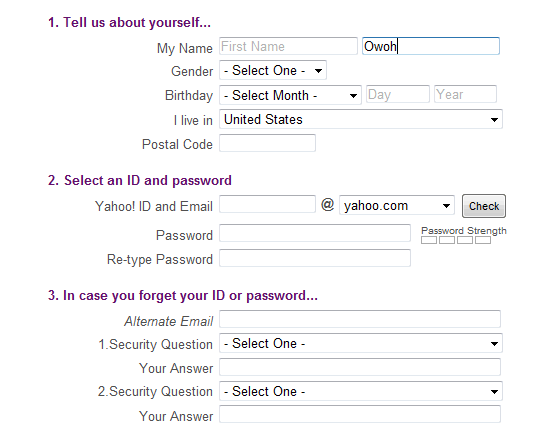 1. Tell us about yourself...
My Name First Name Owoh
Gender - Select One -
Birthday - Select Month - Day Year
I live in United States
Postal Code
2. Select an ID and password
Yahoo! ID and Email @ yahoo.com Check
Password Password Strength
Re-type Password
3. In case you forget your ID or password...
Alternate Email
1.Security Question - Select One -
Your Answer
2.Security Question - Select One -
Your Answer